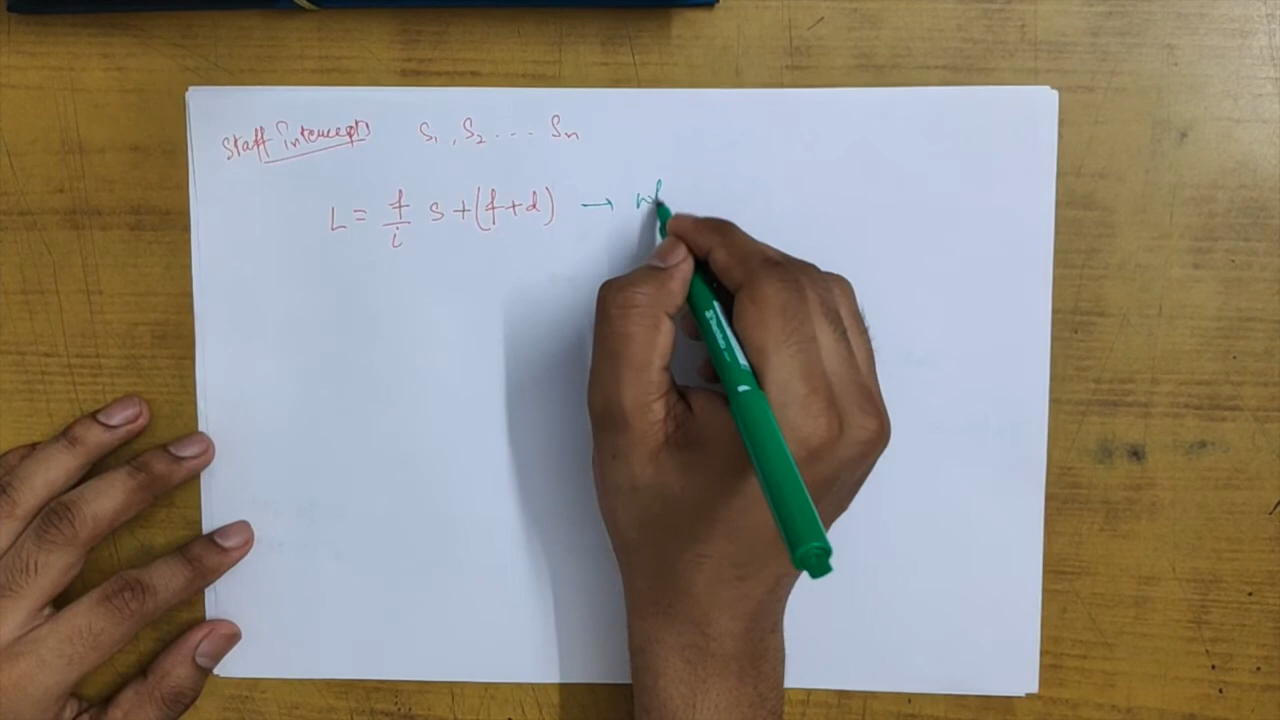 Staff Intercepts S₁, S₂ ... Sₙ
L = f/i S + (f+d) →